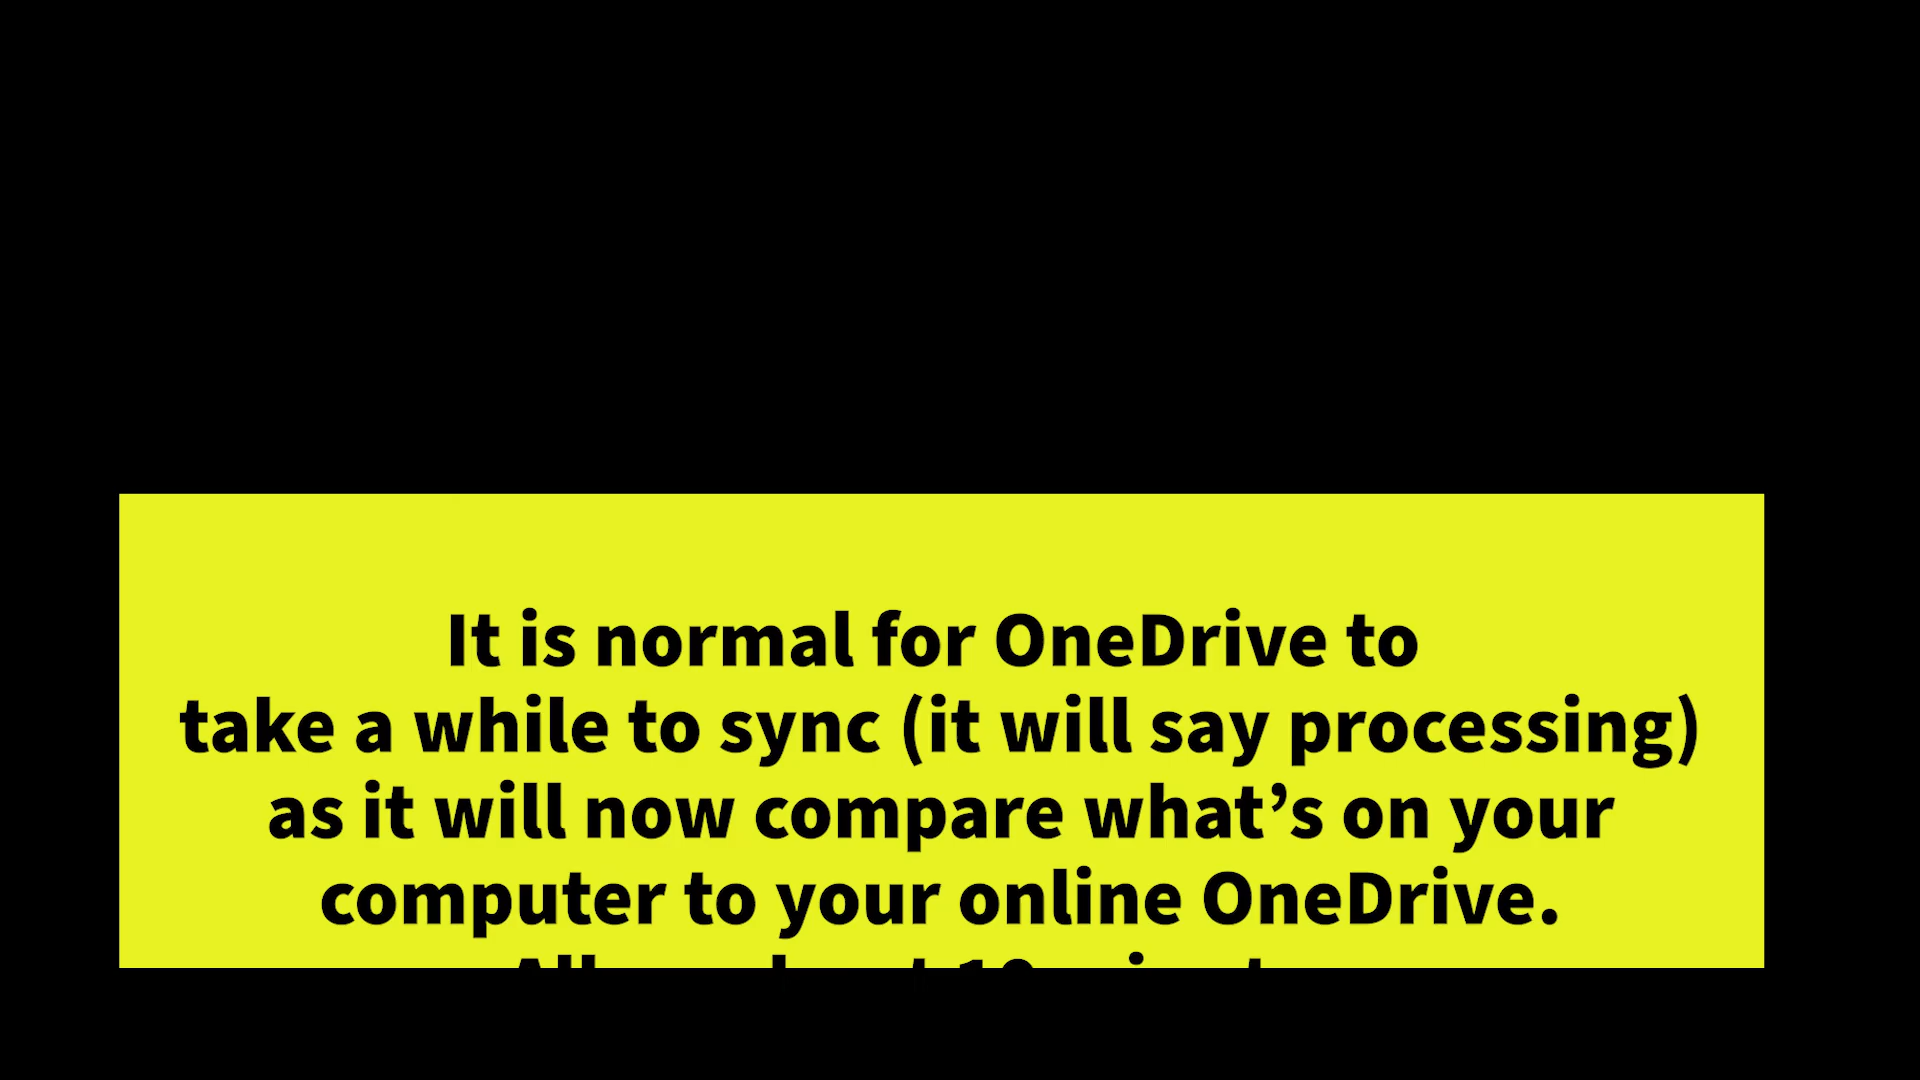 It is normal for OneDrive to
take a while to sync (it will say processing)
as it will now compare what’s on your
computer to your online OneDrive.